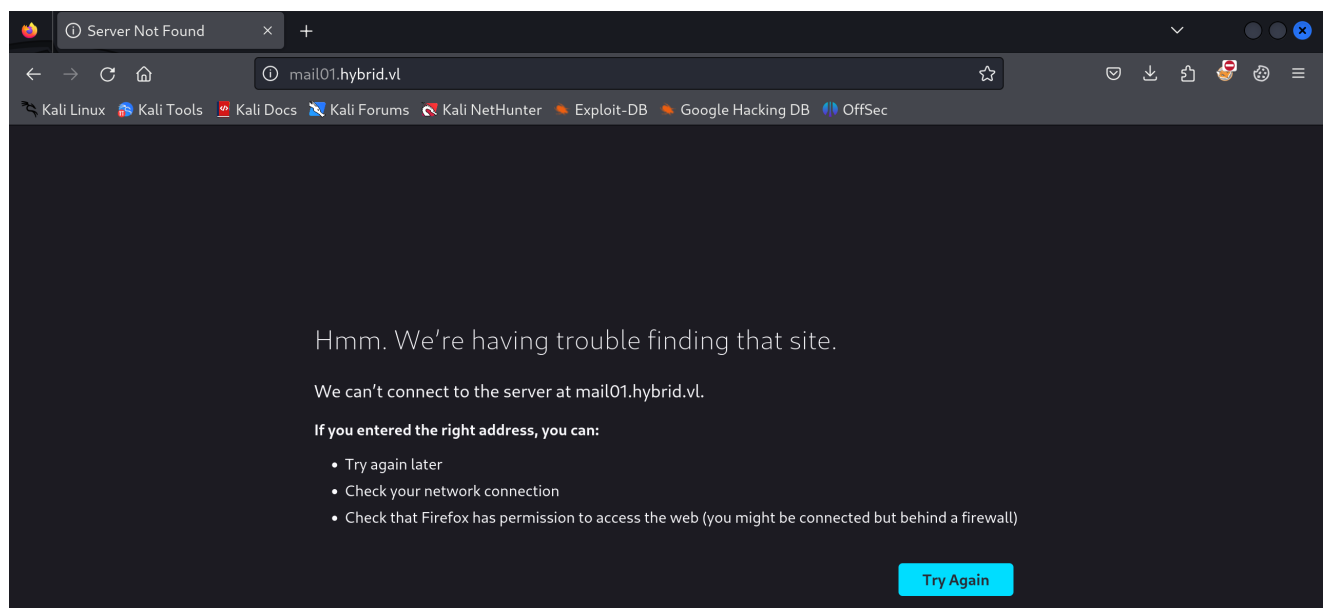 Server Not Found
mail01.hybrid.vl
Kali Linux Kali Tools Kali Docs Kali Forums Kali NetHunter Exploit-DB Google Hacking DB OffSec
Hmm. We're having trouble finding that site.
We can't connect to the server at mail01.hybrid.vl.
If you entered the right address, you can:
• Try again later
• Check your network connection
• Check that Firefox has permission to access the web (you might be connected but behind a firewall)
Try Again